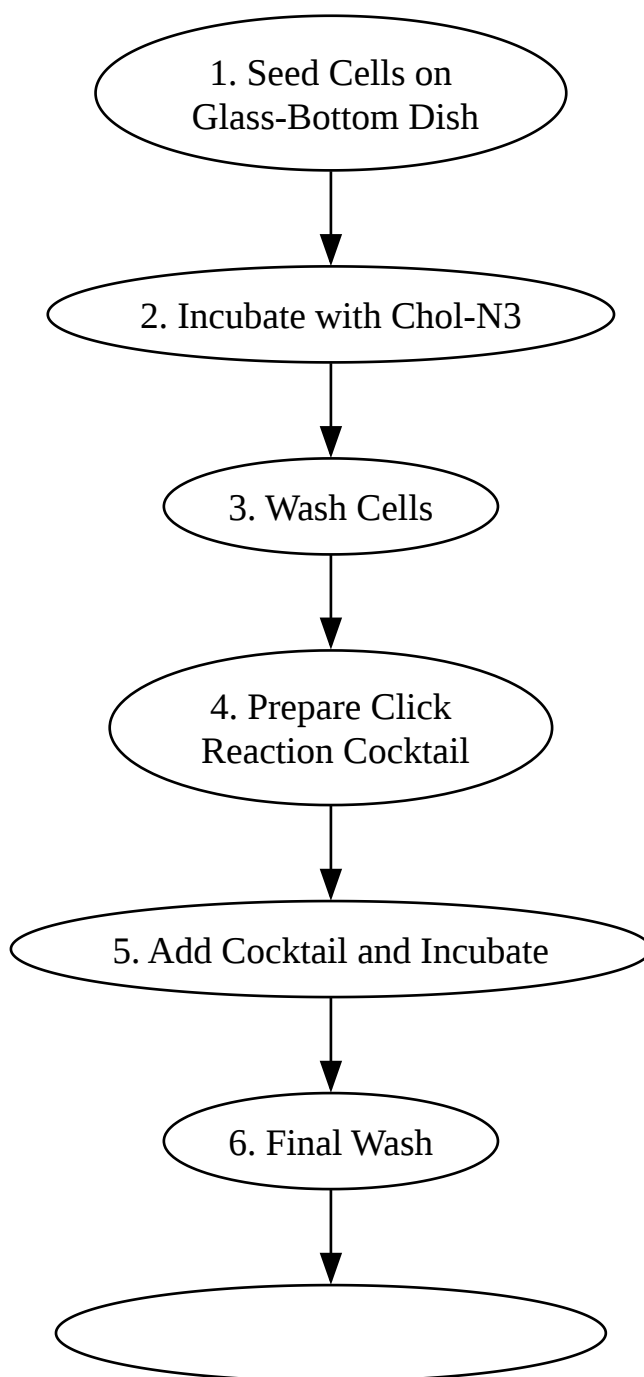 1. Seed Cells on
Glass-Bottom Dish
2. Incubate with Chol-N3
3. Wash Cells
4. Prepare Click
Reaction Cocktail
5. Add Cocktail and Incubate
6. Final Wash